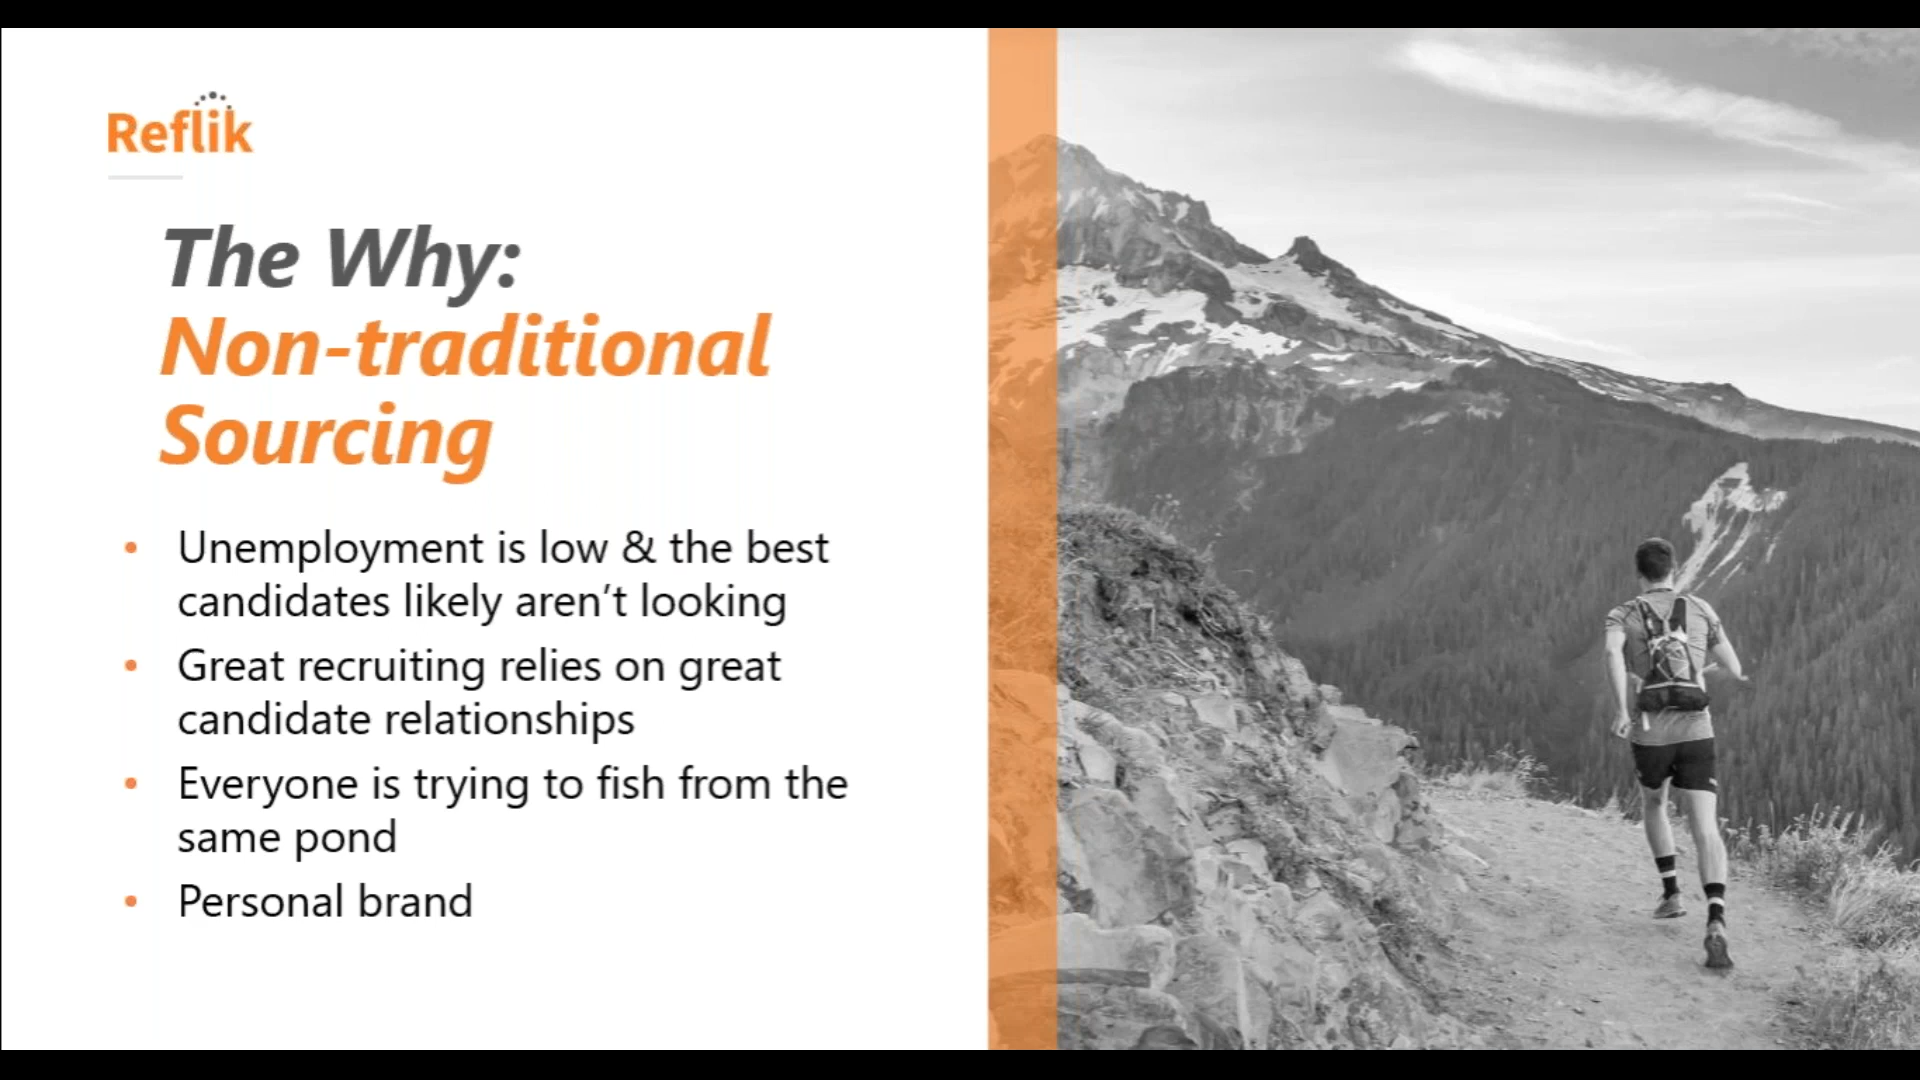 Reflik
The Why:
Non-traditional
Sourcing
• Unemployment is low & the best
candidates likely aren’t looking
• Great recruiting relies on great
candidate relationships
• Everyone is trying to fish from the
same pond
• Personal brand